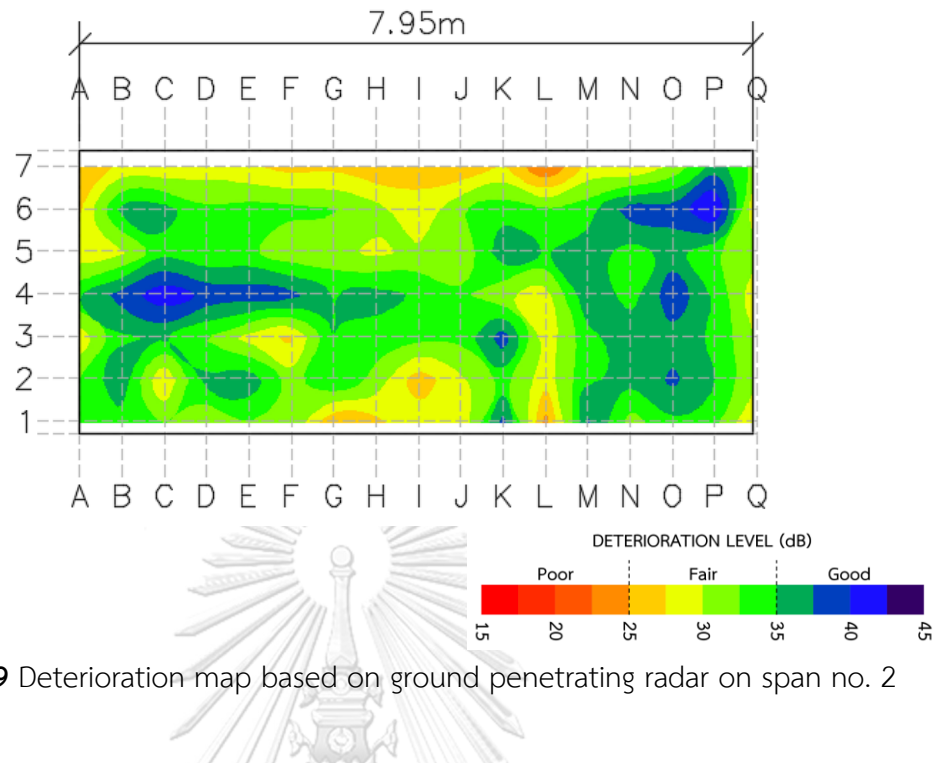 7.95m
A B C D E F G H I J K L M N O P Q
7
6
5
4
3
2
1
A B C D E F G H I J K L M N O P Q
DETERIORATION LEVEL (dB)
Poor Fair Good
15 20 25 30 35 40 45
9 Deterioration map based on ground penetrating radar on span no. 2